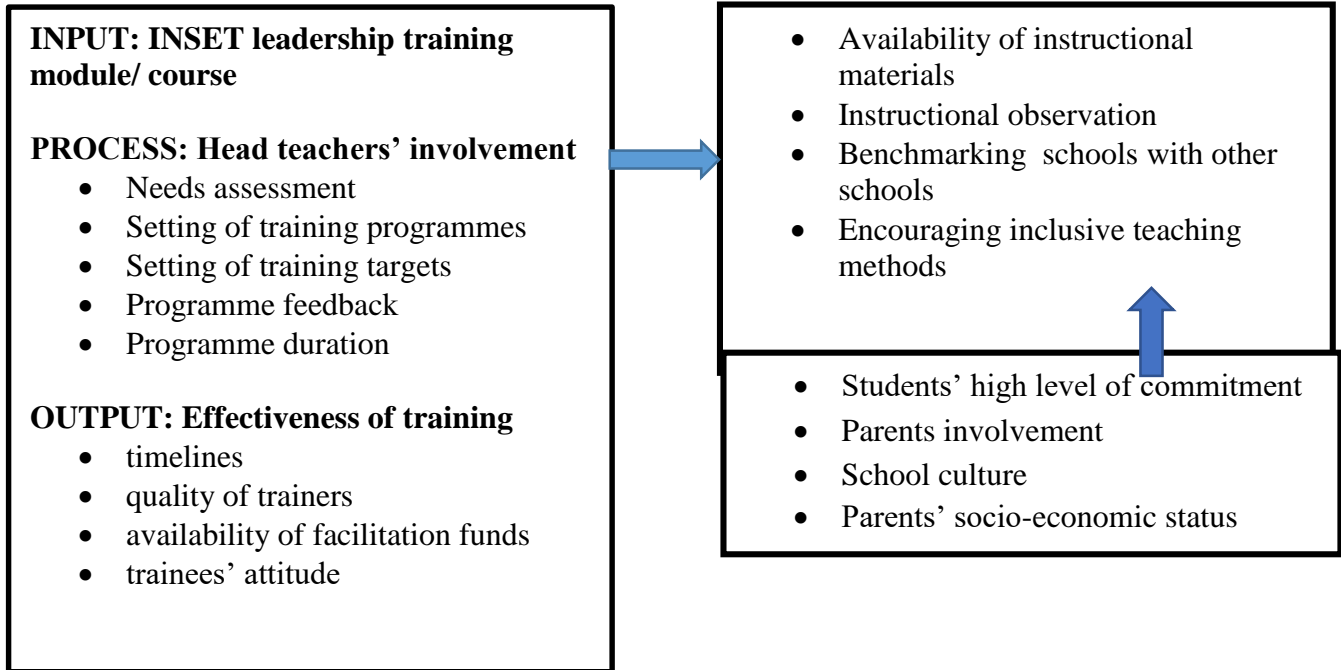 INPUT: INSET leadership training
module/ course
PROCESS: Head teachers’ involvement
• Needs assessment
• Setting of training programmes
• Setting of training targets
• Programme feedback
• Programme duration
OUTPUT: Effectiveness of training
• timelines
• quality of trainers
• availability of facilitation funds
• trainees’ attitude
• Availability of instructional
materials
• Instructional observation
• Benchmarking schools with other
schools
• Encouraging inclusive teaching
methods
• Students’ high level of commitment
• Parents involvement
• School culture
• Parents’ socio-economic status